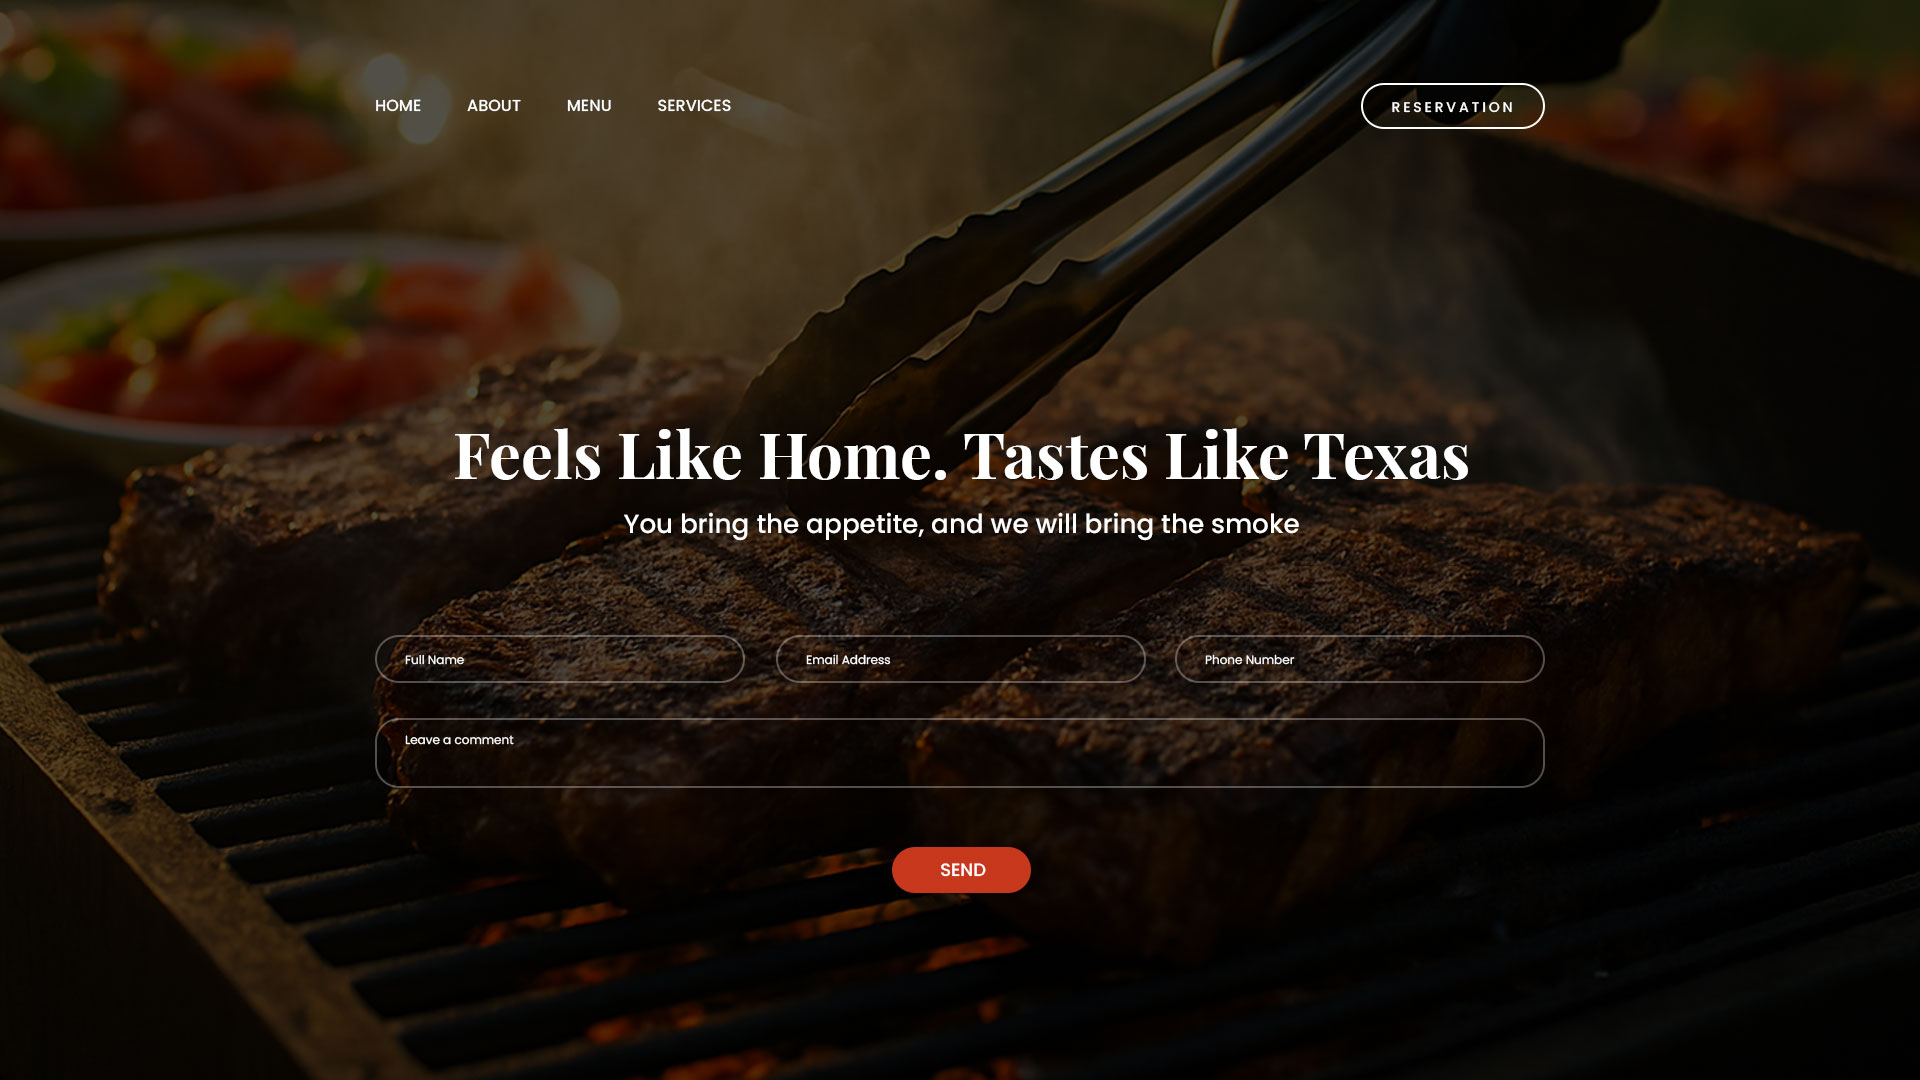 HOME ABOUT MENU SERVICES RESERVATION
Feels Like Home. Tastes Like Texas
You bring the appetite, and we will bring the smoke
Full Name Email Address Phone Number
Leave a comment
SEND